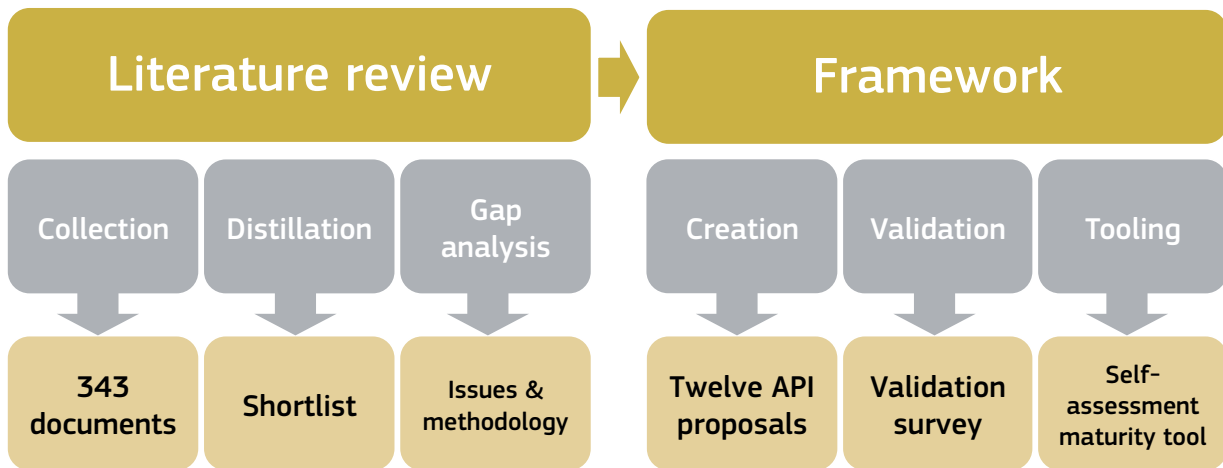 Literature review
Framework
Collection
Distillation
Gap
analysis
Creation
Validation
Tooling
343
documents
Shortlist
Issues &
methodology
Twelve API
proposals
Validation
survey
Self-
assessment
maturity tool